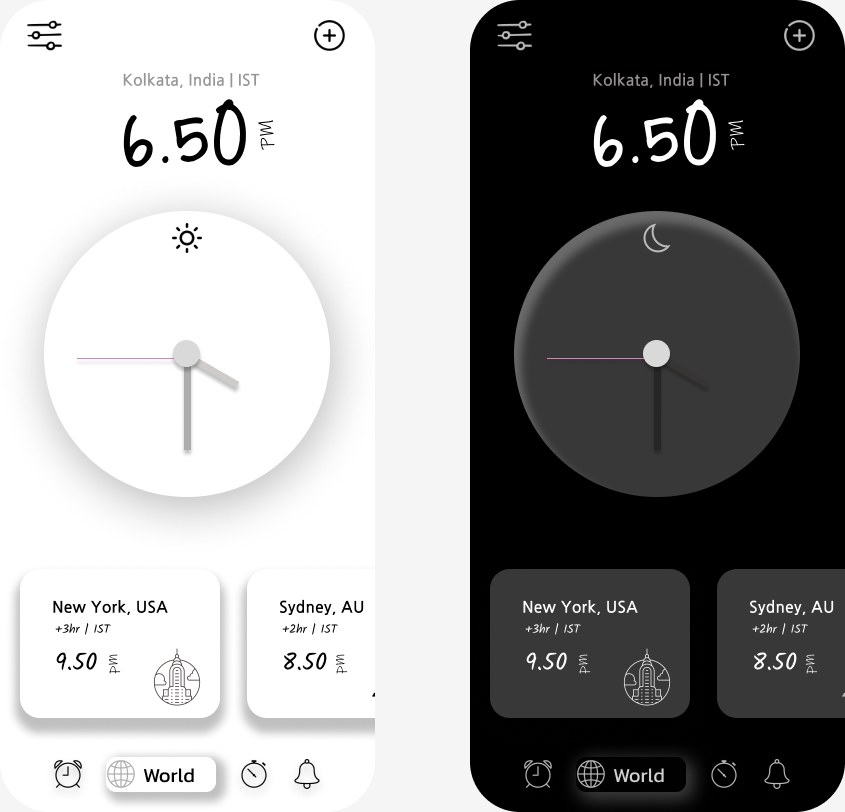 Kolkata, India | IST
6.50 PM
New York, USA
+3hr | IST
9.50 PM
Sydney, AU
+2hr | IST
8.50 PM
World
Kolkata, India | IST
6.50 PM
New York, USA
+3hr | IST
9.50 PM
Sydney, AU
+2hr | IST
8.50 PM
World